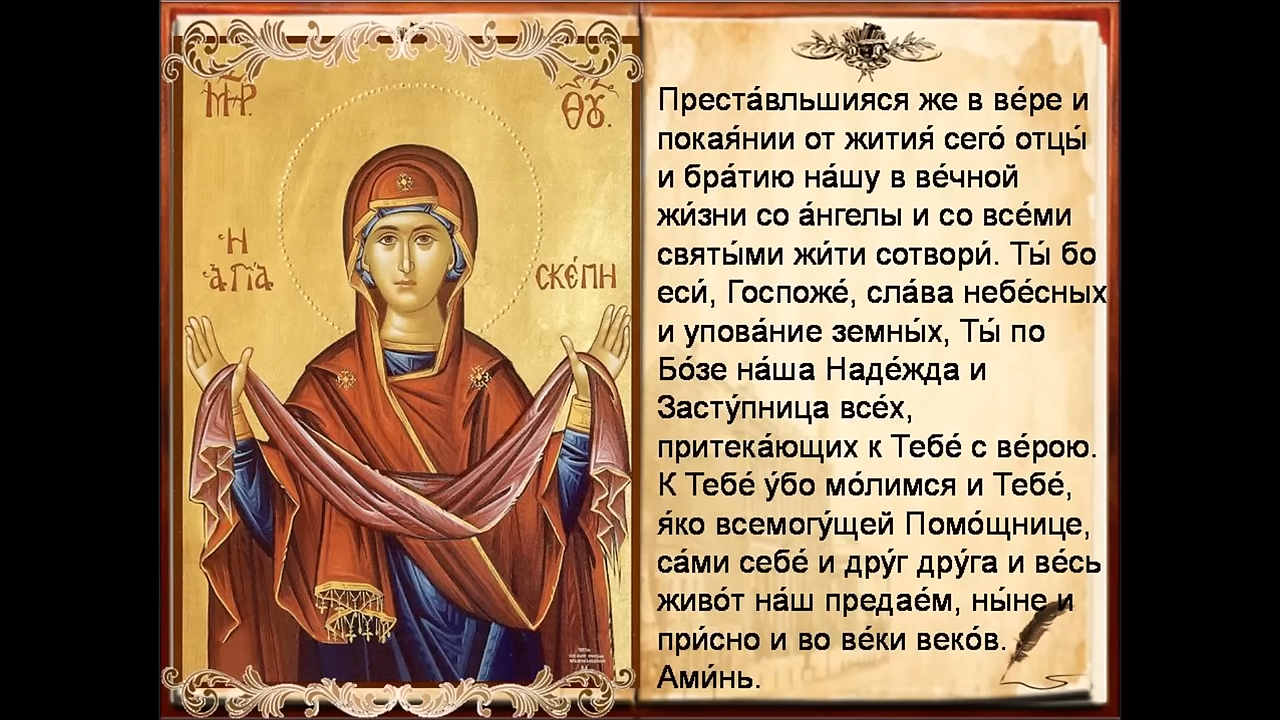 М҃Р.
Θ҃Ȣ.
Ἡ
ἉΓΊΑ
ΣΚΈΠΗ
Преста́вльшияся же в ве́ре и
покая́нии от жития́ сего́ отцы́
и бра́тию на́шу в ве́чной
жи́зни со а́нгелы и со все́ми
святы́ми жи́ти сотвори́. Ты́ бо
еси́, Госпоже́, сла́ва небе́сных
и упова́ние земны́х, Ты́ по
Бо́зе на́ша Наде́жда и
Засту́пница все́х,
притека́ющих к Тебе́ с ве́рою.
К Тебе́ у́бо мо́лимся и Тебе́,
я́ко всемогу́щей Помо́щнице,
са́ми себе́ и дру́г дру́га и ве́сь
живо́т на́ш предае́м, ны́не и
при́сно и во ве́ки веко́в.
Ами́нь.